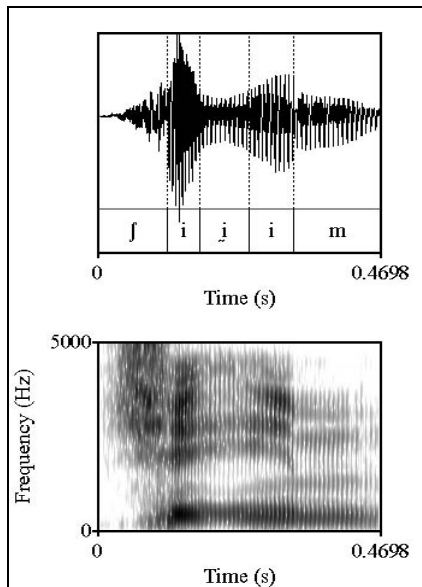 ʃ i ḭ i m
0 0.4698
Time (s)
5000
Frequency (Hz)
0
0 0.4698
Time (s)